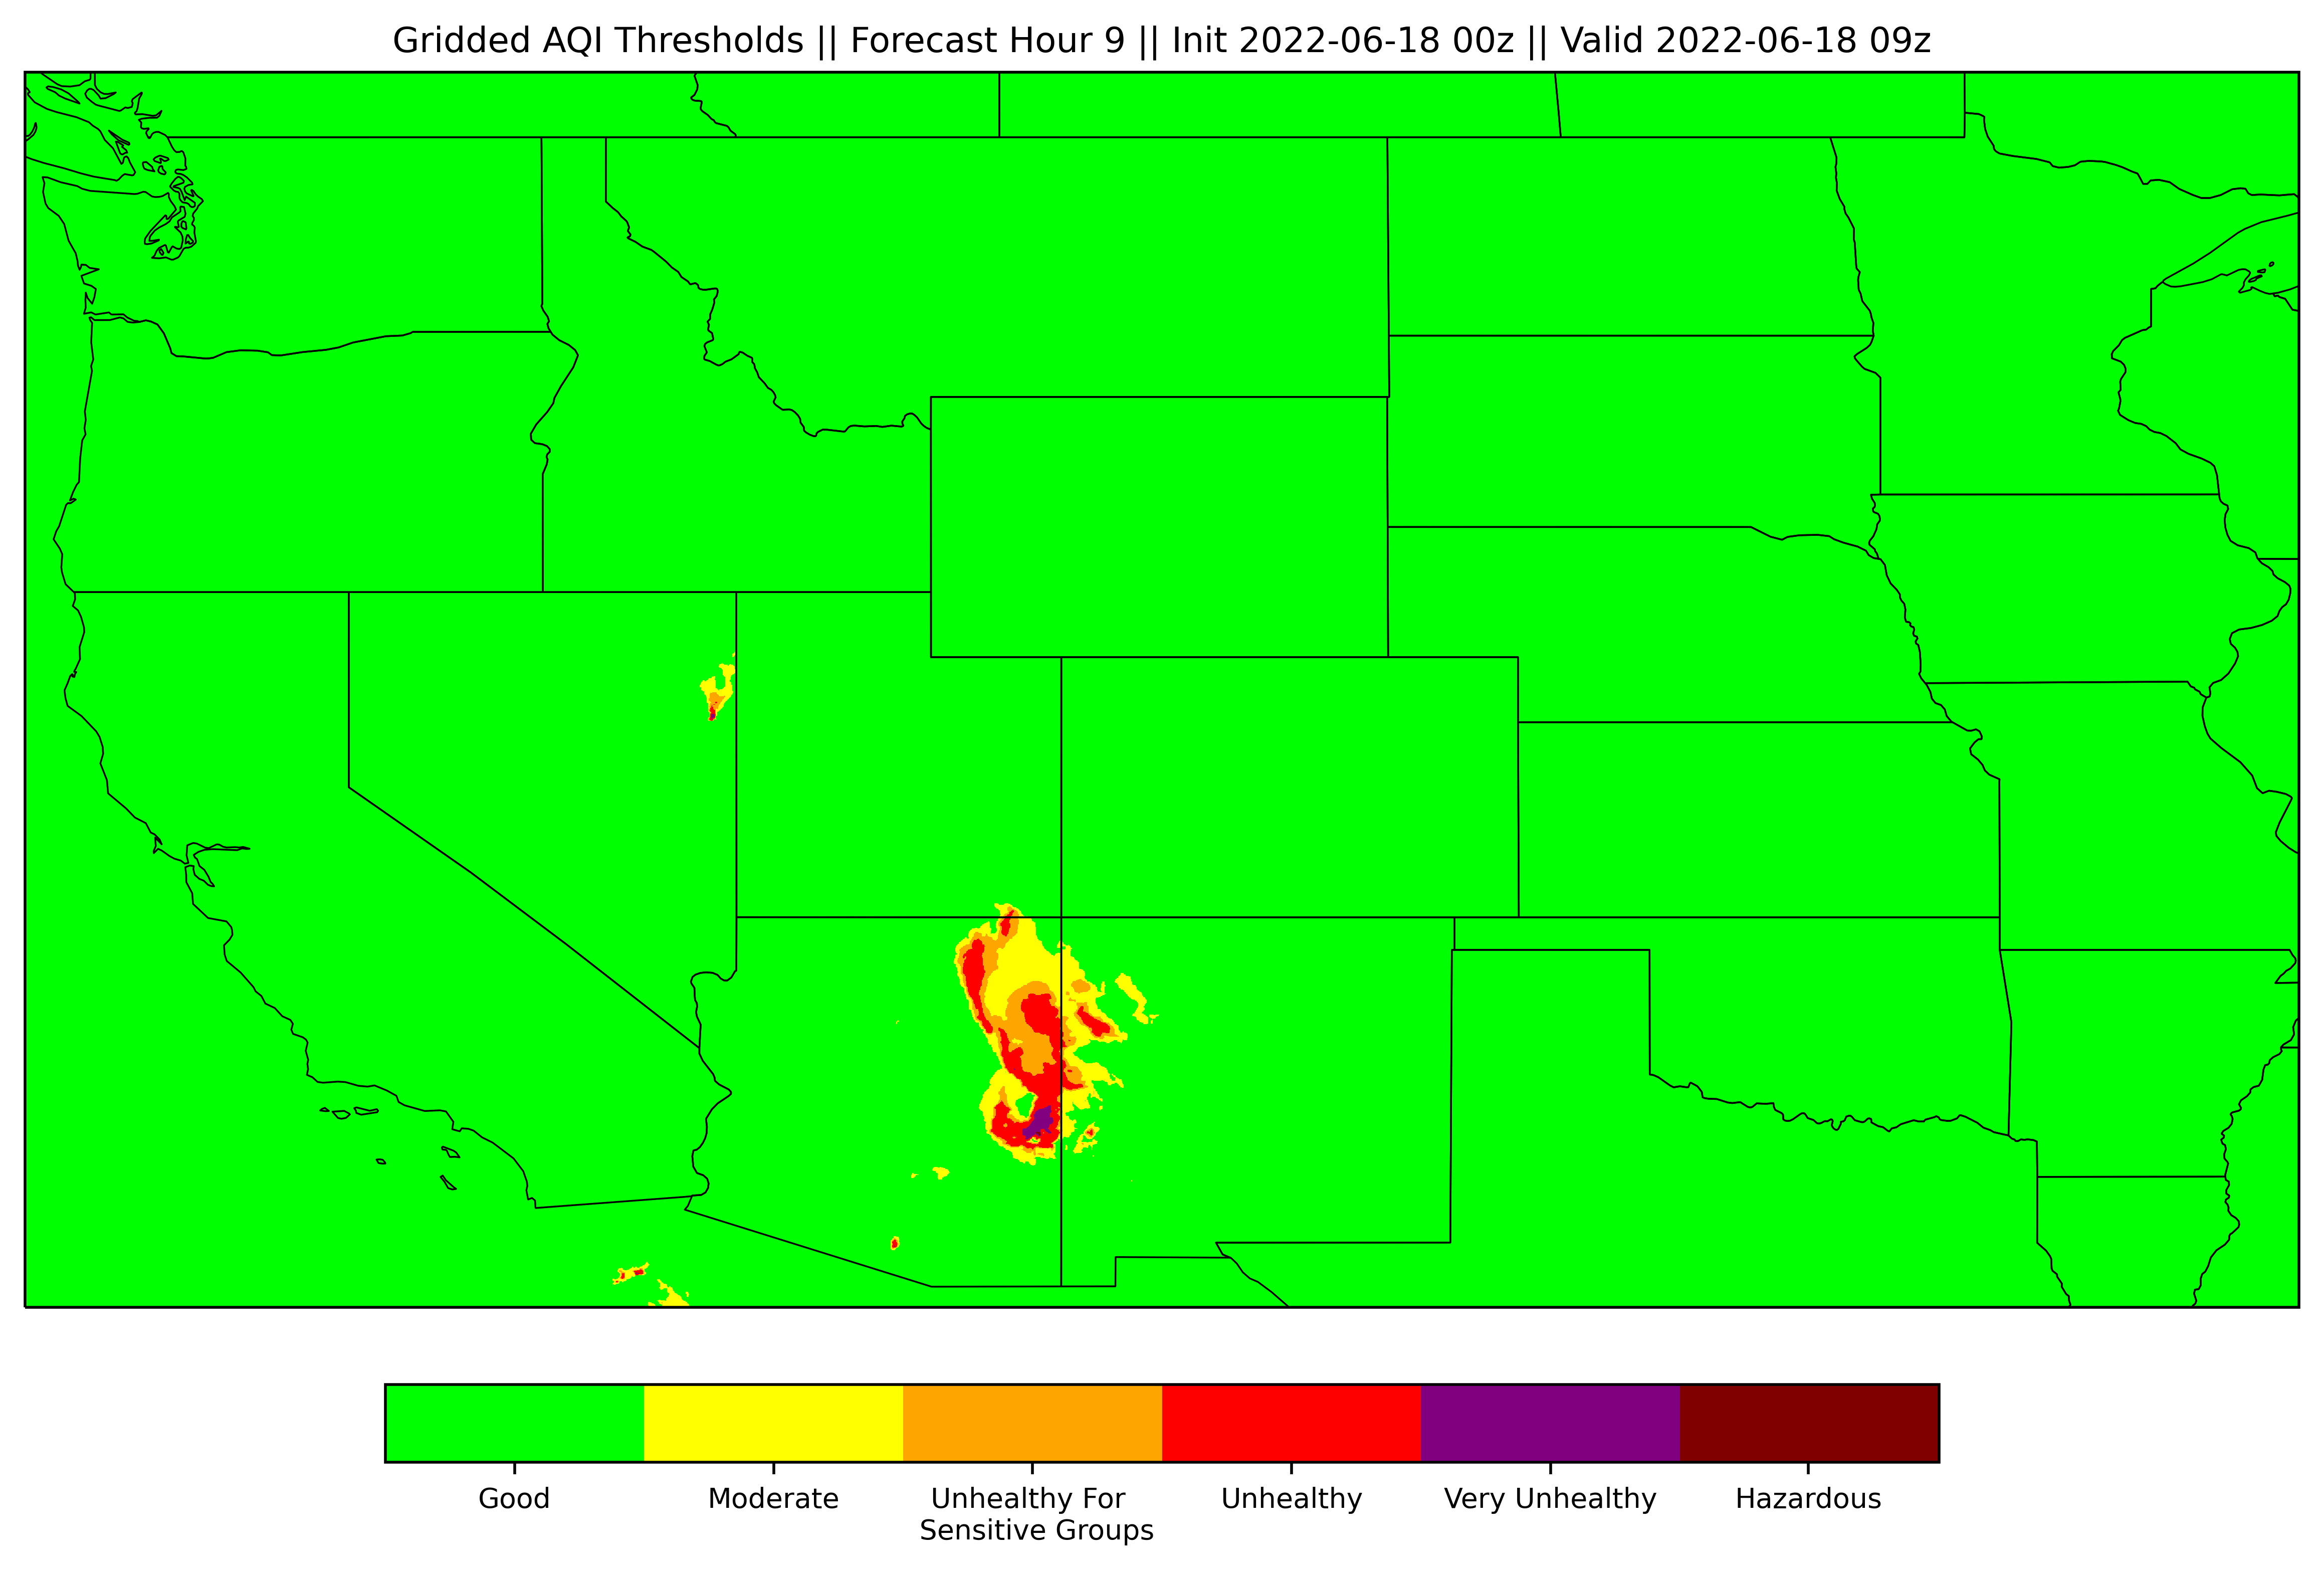 Gridded AQI Thresholds || Forecast Hour 9 || Init 2022-06-18 00z || Valid 2022-06-18 09z
Good
Moderate
Unhealthy For
Sensitive Groups
Unhealthy
Very Unhealthy
Hazardous